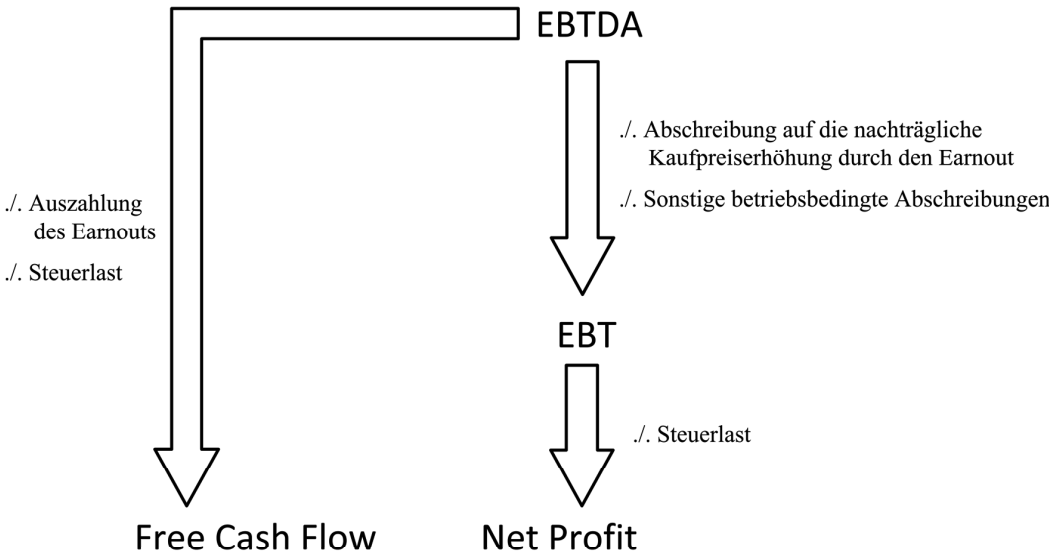 EBTDA
./. Abschreibung auf die nachträgliche
Kaufpreiserhöhung durch den Earnout
./. Sonstige betriebsbedingte Abschreibungen
./. Auszahlung
des Earnouts
./. Steuerlast
EBT
./. Steuerlast
Free Cash Flow
Net Profit